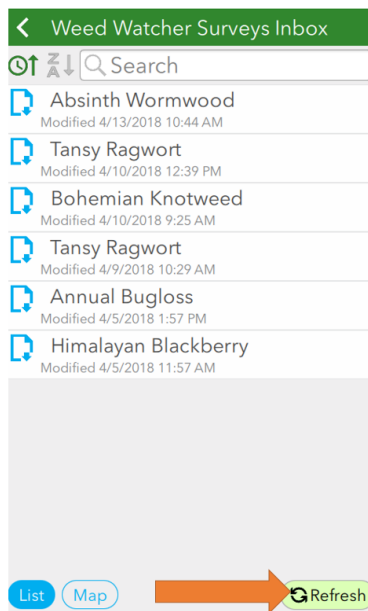 Weed Watcher Surveys Inbox
Z A Search
Absinth Wormwood
Modified 4/13/2018 10:44 AM
Tansy Ragwort
Modified 4/10/2018 12:39 PM
Bohemian Knotweed
Modified 4/10/2018 9:25 AM
Tansy Ragwort
Modified 4/9/2018 10:29 AM
Annual Bugloss
Modified 4/5/2018 1:57 PM
Himalayan Blackberry
Modified 4/5/2018 11:57 AM
List Map Refresh